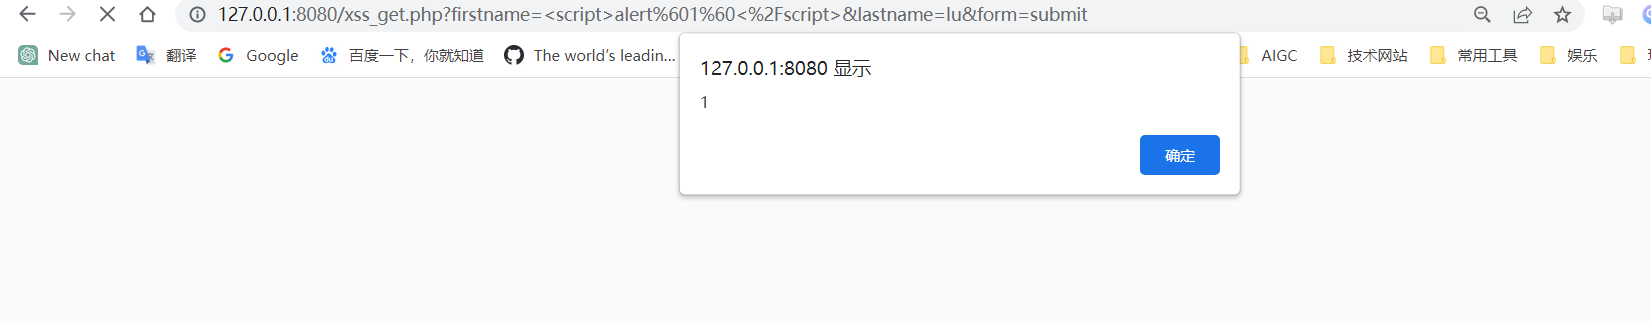 127.0.0.1:8080/xss_get.php?firstname=<script>alert%601%60<%2Fscript>&lastname=lu&form=submit
New chat 翻译 Google 百度一下，你就知道 The world's leadin... AIGC 技术网站 常用工具 娱乐
127.0.0.1:8080 显示
1
确定